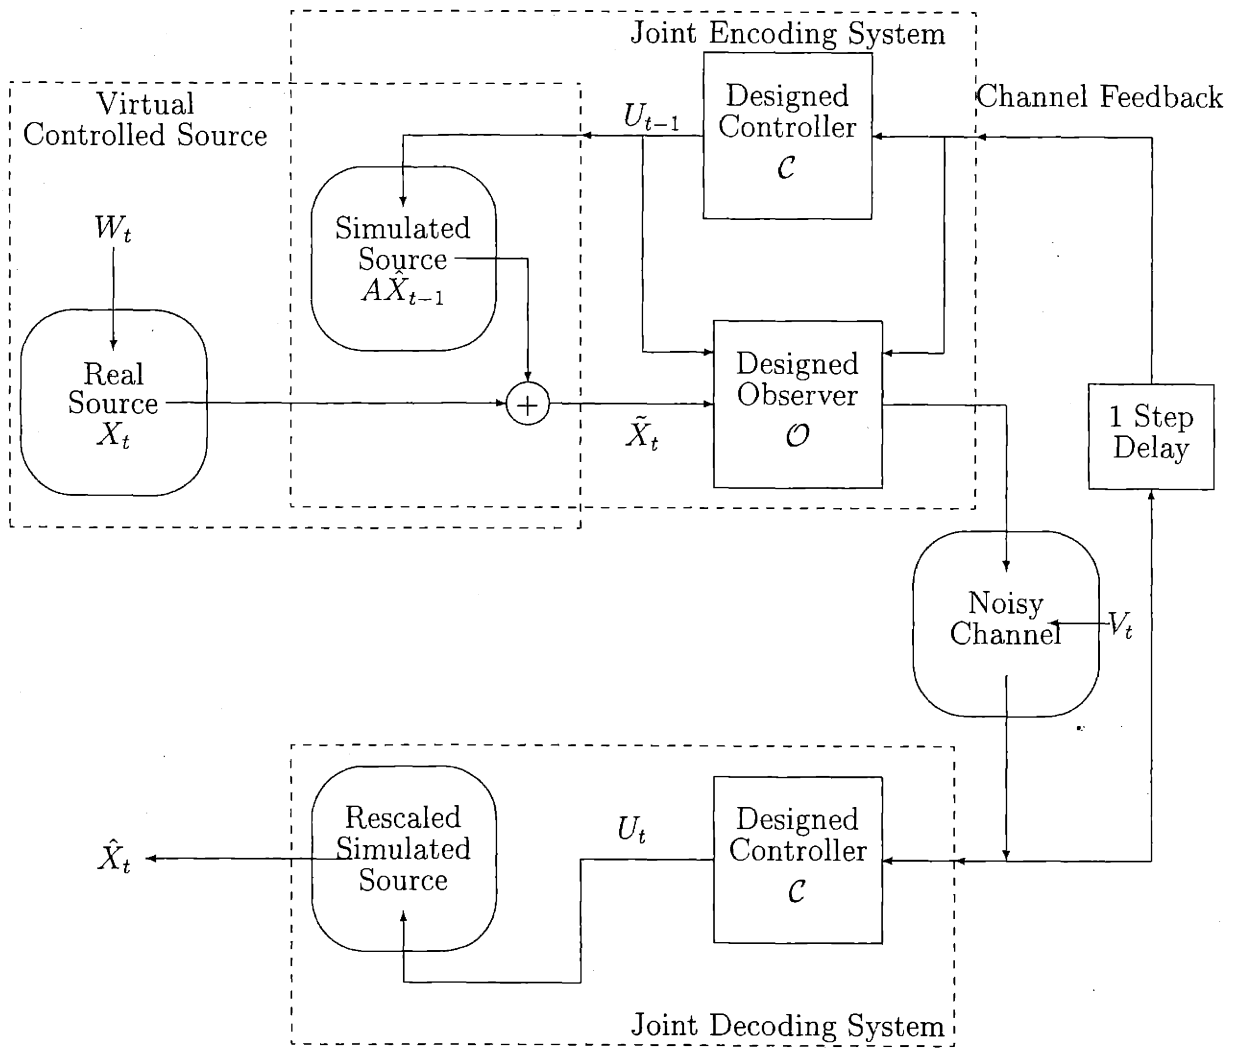 Joint Encoding System
Virtual
Controlled Source
Designed
Controller
𝒞
Channel Feedback
U_{t−1}
W_t
Simulated
Source
AX̂_{t−1}
Real
Source
X_t
+
X̃_t
Designed
Observer
𝒪
1 Step
Delay
Noisy
Channel
V_t
Rescaled
Simulated
Source
X̂_t
U_t
Designed
Controller
𝒞
Joint Decoding System